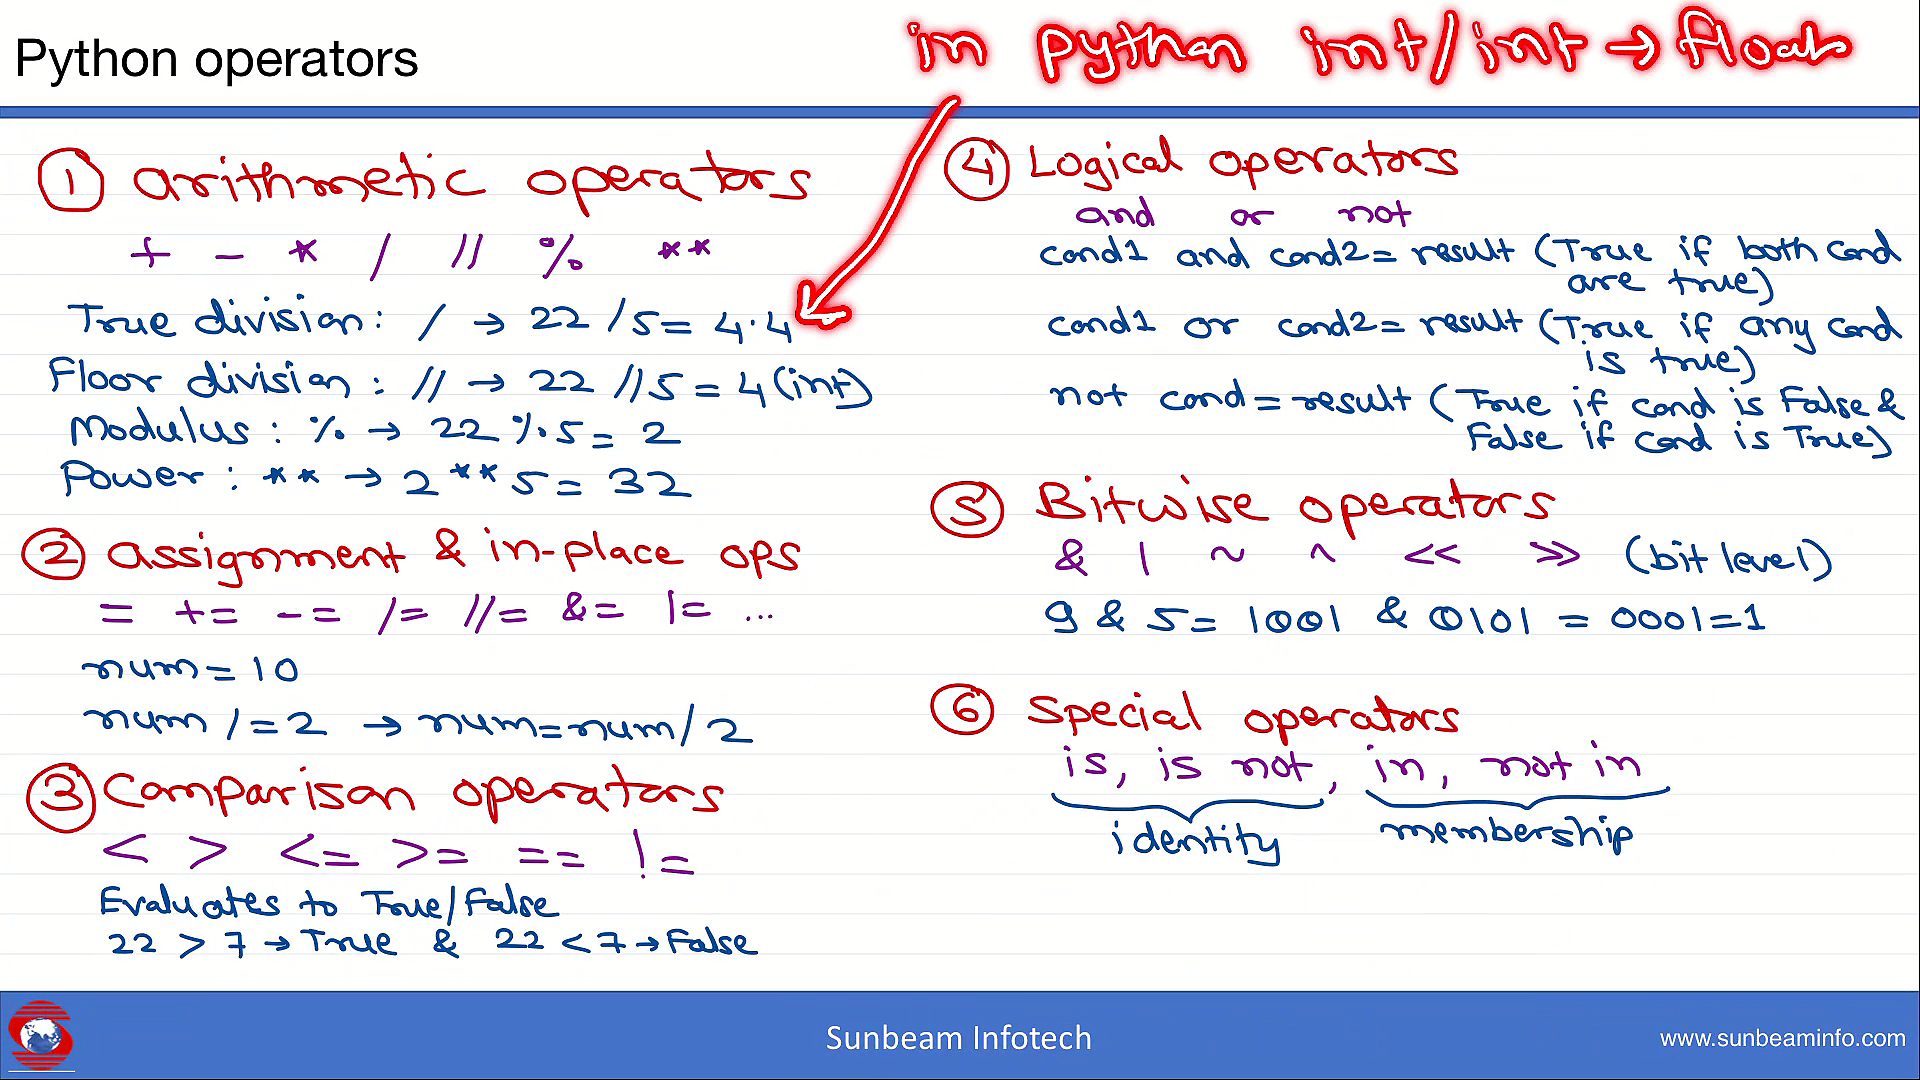 Python operators
in python int/int → float
① arithmetic operators
+ - * / // % **
True division: / → 22 / 5 = 4.4
Floor division : // → 22 // 5 = 4 (int)
Modulus : % → 22 % 5 = 2
Power : ** → 2 ** 5 = 32
② assignment & in-place ops
= += -= /= //= &= |= ...
num = 10
num /= 2 → num = num / 2
③ Comparison operators
< > <= >= == !=
Evaluates to True/False
22 > 7 → True & 22 < 7 → False
④ Logical operators
and or not
cond1 and cond2 = result (True if both cond
are true)
cond1 or cond2 = result (True if any cond
is true)
not cond = result (True if cond is False &
False if cond is True)
⑤ Bitwise operators
& | ~ ^ << >> (bit level)
9 & 5 = 1001 & 0101 = 0001 = 1
⑥ Special operators
is, is not, in, not in
identity membership
Sunbeam Infotech
www.sunbeaminfo.com